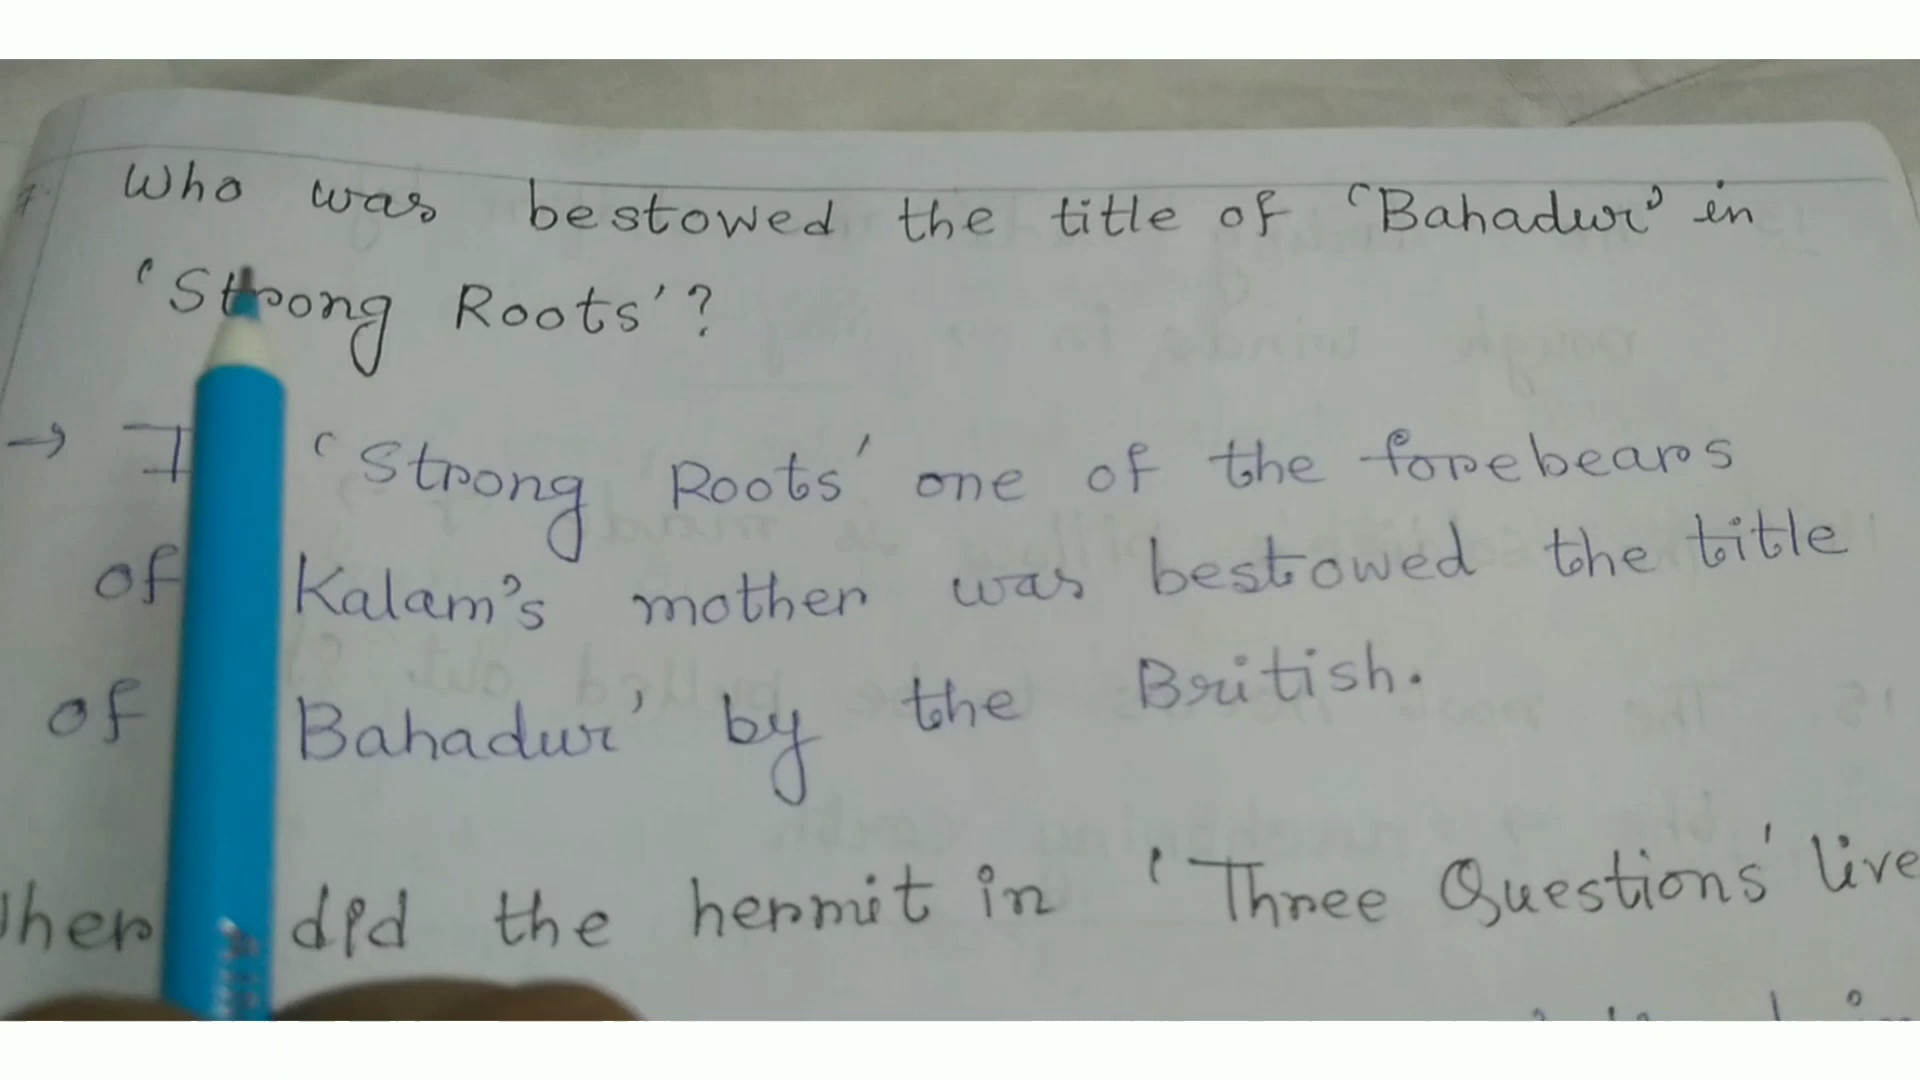 7. Who was bestowed the title of 'Bahadur' in
'Strong Roots'?
→ I 'Strong Roots' one of the forebears
of Kalam's mother was bestowed the title
of Bahadur' by the British.
did the hermit in 'Three Questions' live